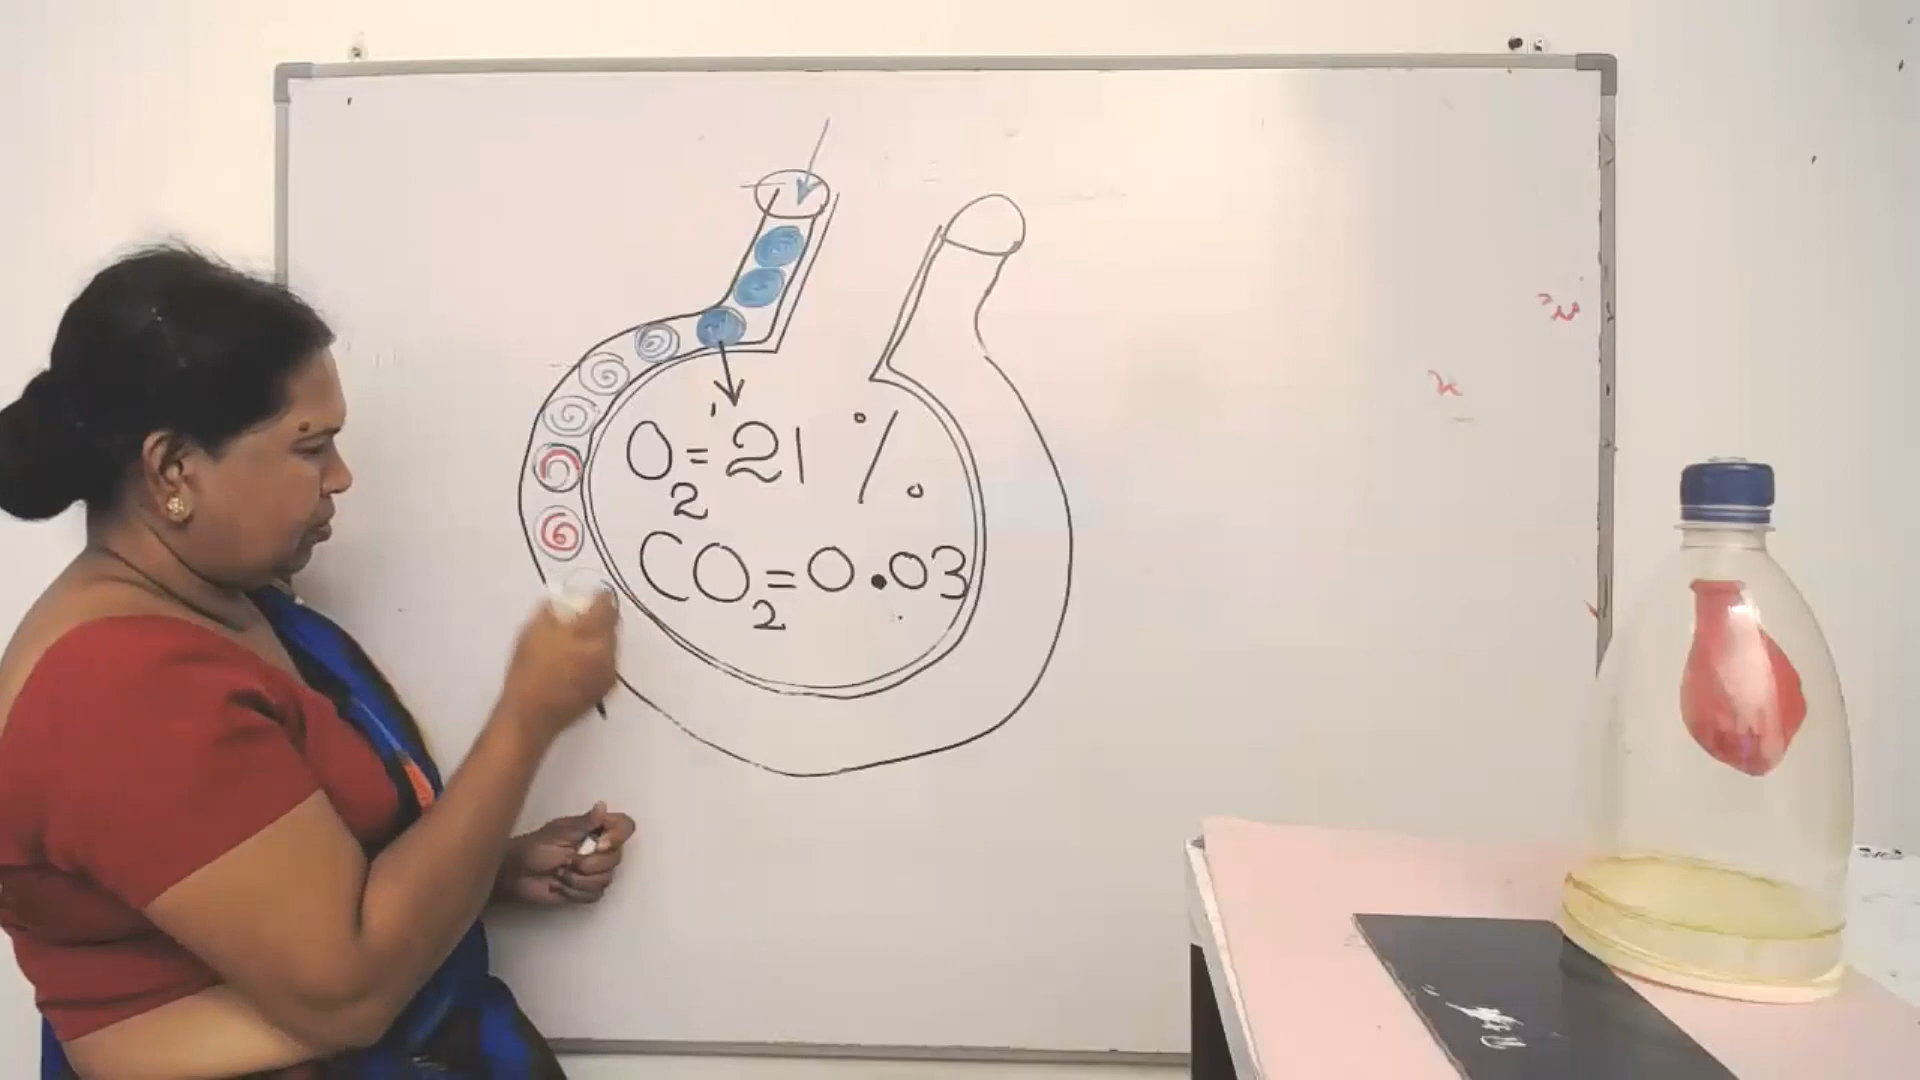 O₂ = 21 %
CO₂ = 0.03